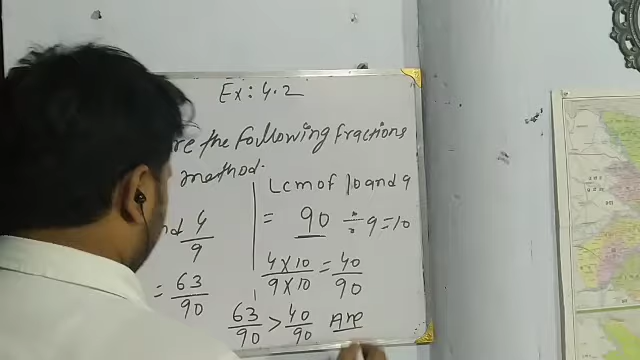 Ex: 4.2
re the following fractions
method.
Lcm of 10 and 9
= 90 ÷ 9 = 10
nd 4/9
4×10/9×10 = 40/90
= 63/90
63/90 > 40/90 Ans